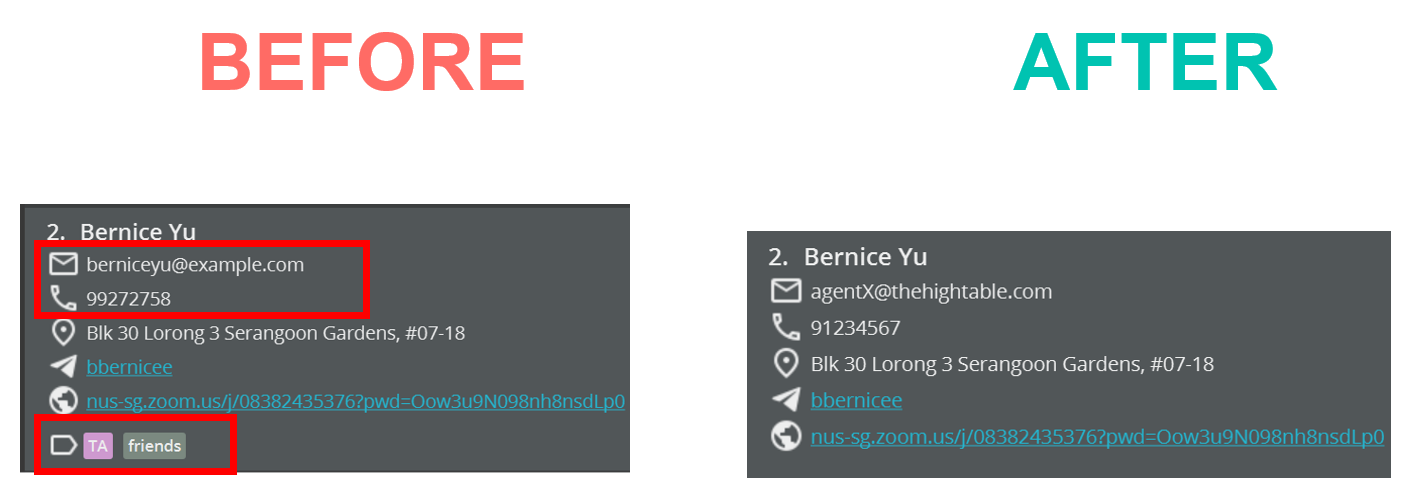 BEFORE
AFTER
2. Bernice Yu
berniceyu@example.com
99272758
Blk 30 Lorong 3 Serangoon Gardens, #07-18
bbernicee
nus-sg.zoom.us/j/08382435376?pwd=Oow3u9N098nh8nsdLp0
TA friends
2. Bernice Yu
agentX@thehightable.com
91234567
Blk 30 Lorong 3 Serangoon Gardens, #07-18
bbernicee
nus-sg.zoom.us/j/08382435376?pwd=Oow3u9N098nh8nsdLp0